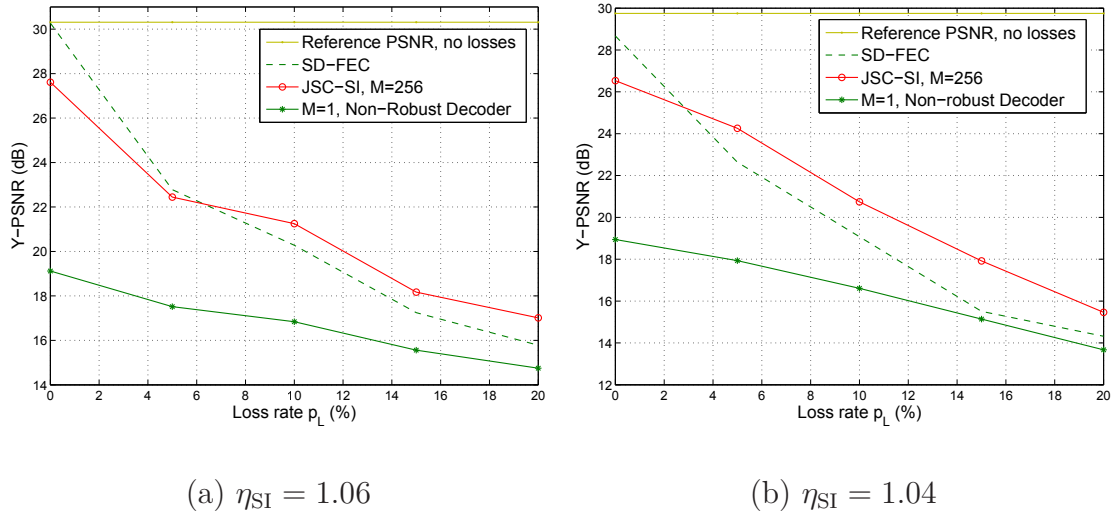 30
28
26
24
22
20
18
16
14
Y−PSNR (dB)
0 2 4 6 8 10 12 14 16 18 20
Loss rate p_L (%)
Reference PSNR, no losses
SD−FEC
JSC−SI, M=256
M=1, Non−Robust Decoder
(a) η_SI = 1.06
30
28
26
24
22
20
18
16
14
12
Y−PSNR (dB)
0 2 4 6 8 10 12 14 16 18 20
Loss rate p_L (%)
Reference PSNR, no losses
SD−FEC
JSC−SI, M=256
M=1, Non−robust Decoder
(b) η_SI = 1.04